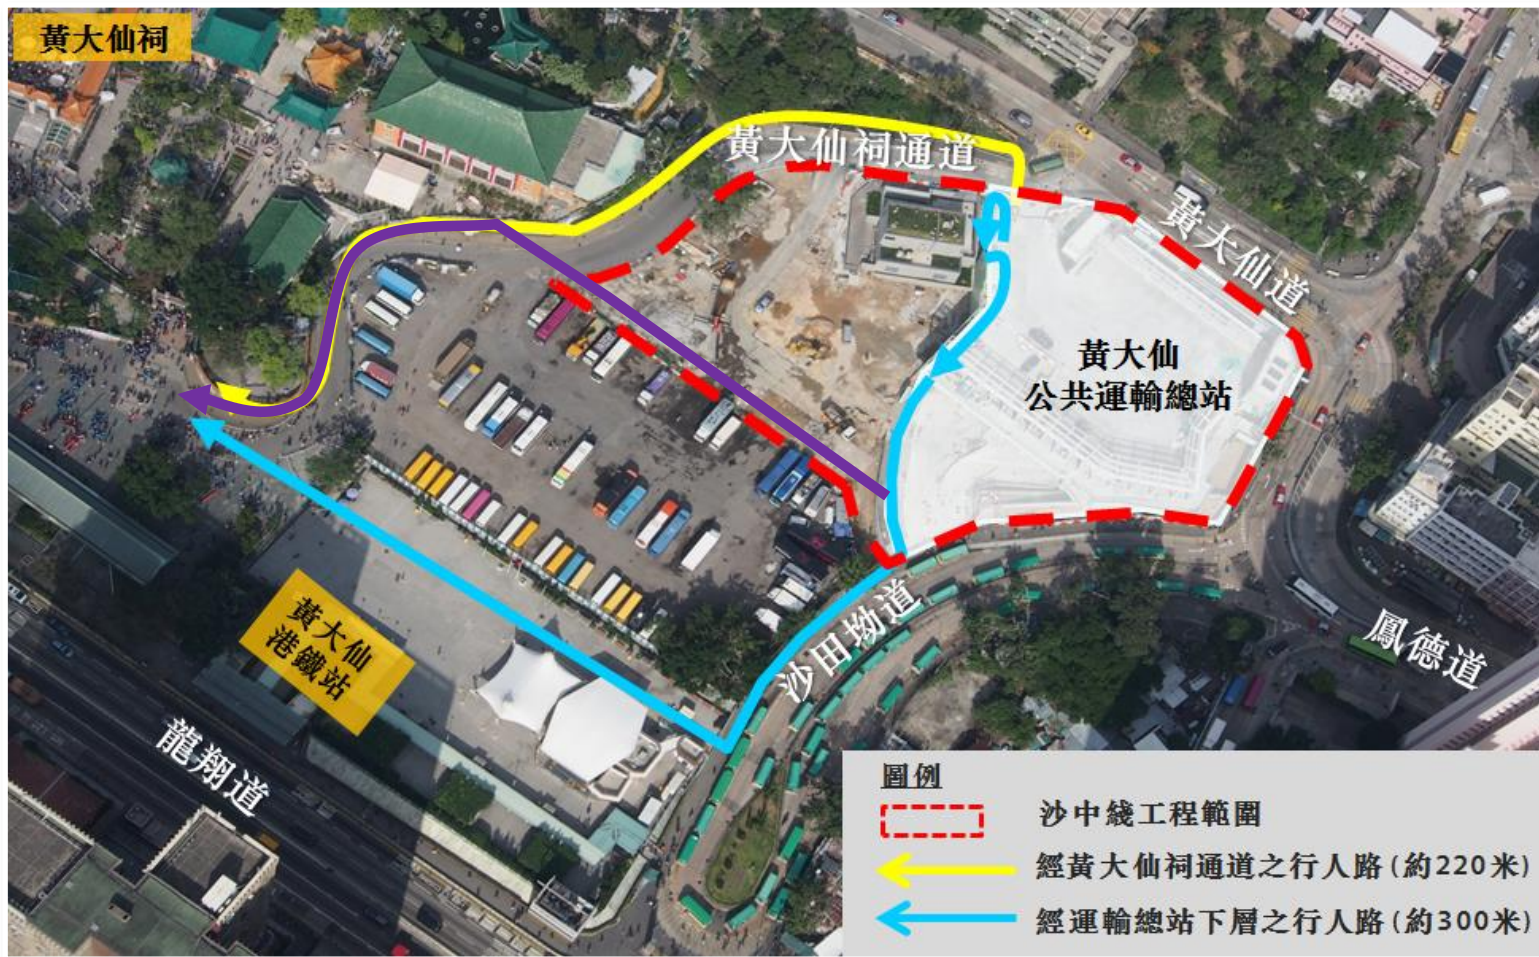 黃大仙祠
黃大仙祠通道
黃大仙道
黃大仙
公共運輸總站
黃大仙
港鐵站
沙田坳道
鳳德道
龍翔道
圖例
沙中綫工程範圍
經黃大仙祠通道之行人路(約220米)
經運輸總站下層之行人路(約300米)